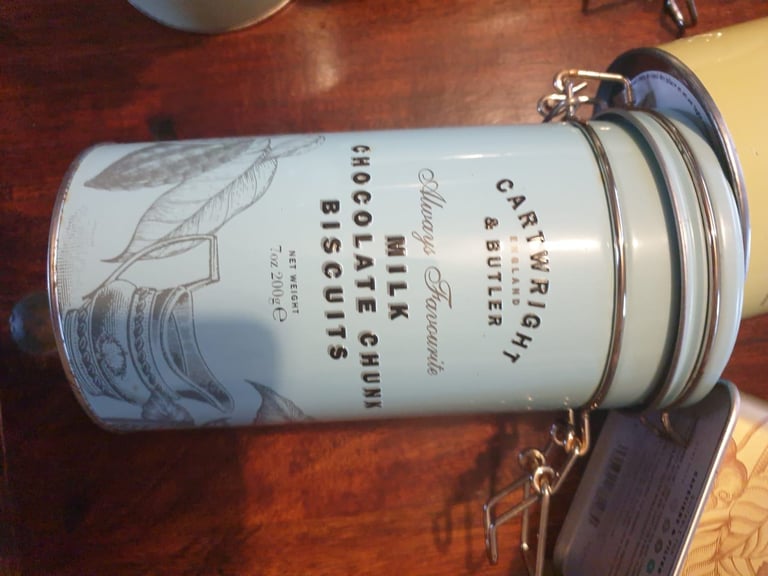 CARTWRIGHT
ENGLAND
& BUTLER
Always Favourite
MILK
CHOCOLATE CHUNK
BISCUITS
NET WEIGHT
7oz 200g ℮